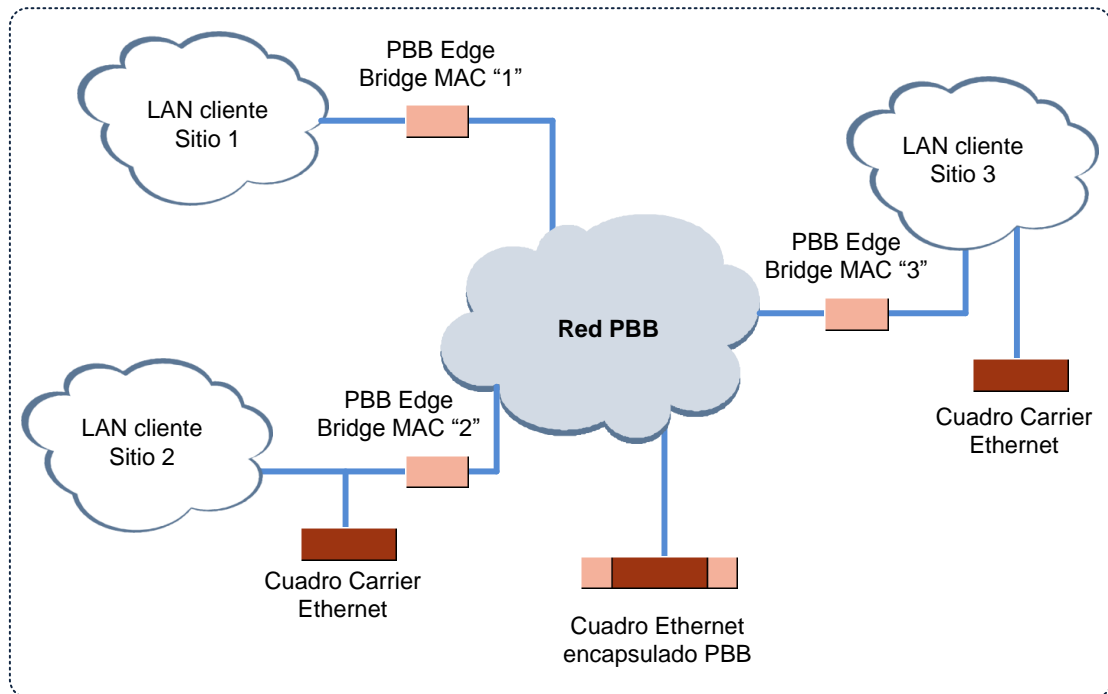 PBB Edge
Bridge MAC “1”
LAN cliente
Sitio 1
LAN cliente
Sitio 3
PBB Edge
Bridge MAC “3”
Red PBB
PBB Edge
Bridge MAC “2”
LAN cliente
Sitio 2
Cuadro Carrier
Ethernet
Cuadro Carrier
Ethernet
Cuadro Ethernet
encapsulado PBB